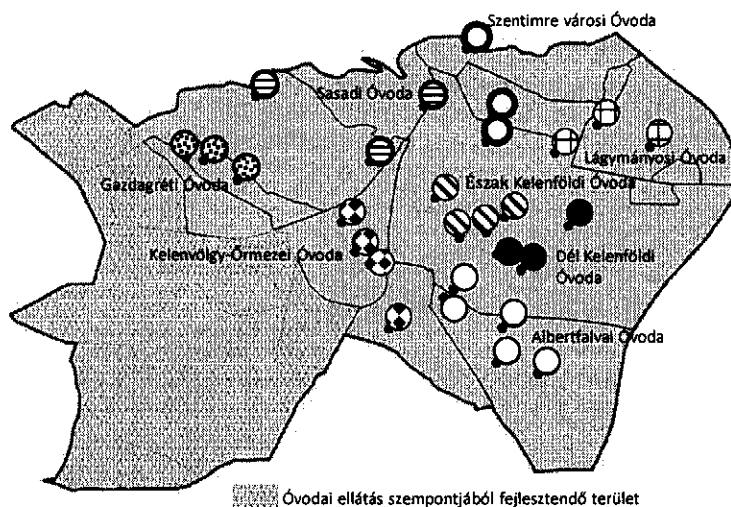 Szentimre városi Óvoda
Sasadi Óvoda
Lágymányosi Óvoda
Gazdagréti Óvoda
Észak Kelenföldi Óvoda
Kelenvölgy-Őrmezei Óvoda
Dél Kelenföldi
Óvoda
Albertfalvai Óvoda
Óvodai ellátás szempontjából fejlesztendő terület